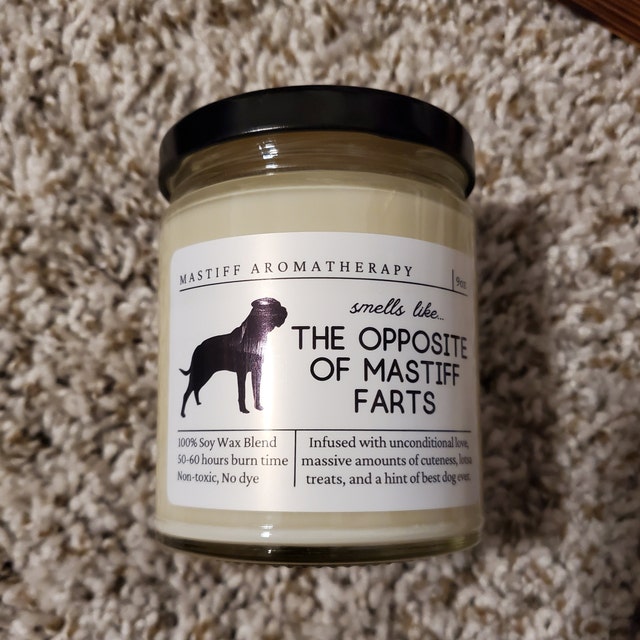 MASTIFF AROMATHERAPY
9oz
smells like...
THE OPPOSITE
OF MASTIFF
FARTS
100% Soy Wax Blend
50-60 hours burn time
Non-toxic, No dye
Infused with unconditional love,
massive amounts of cuteness, lotsa
treats, and a hint of best dog ever.